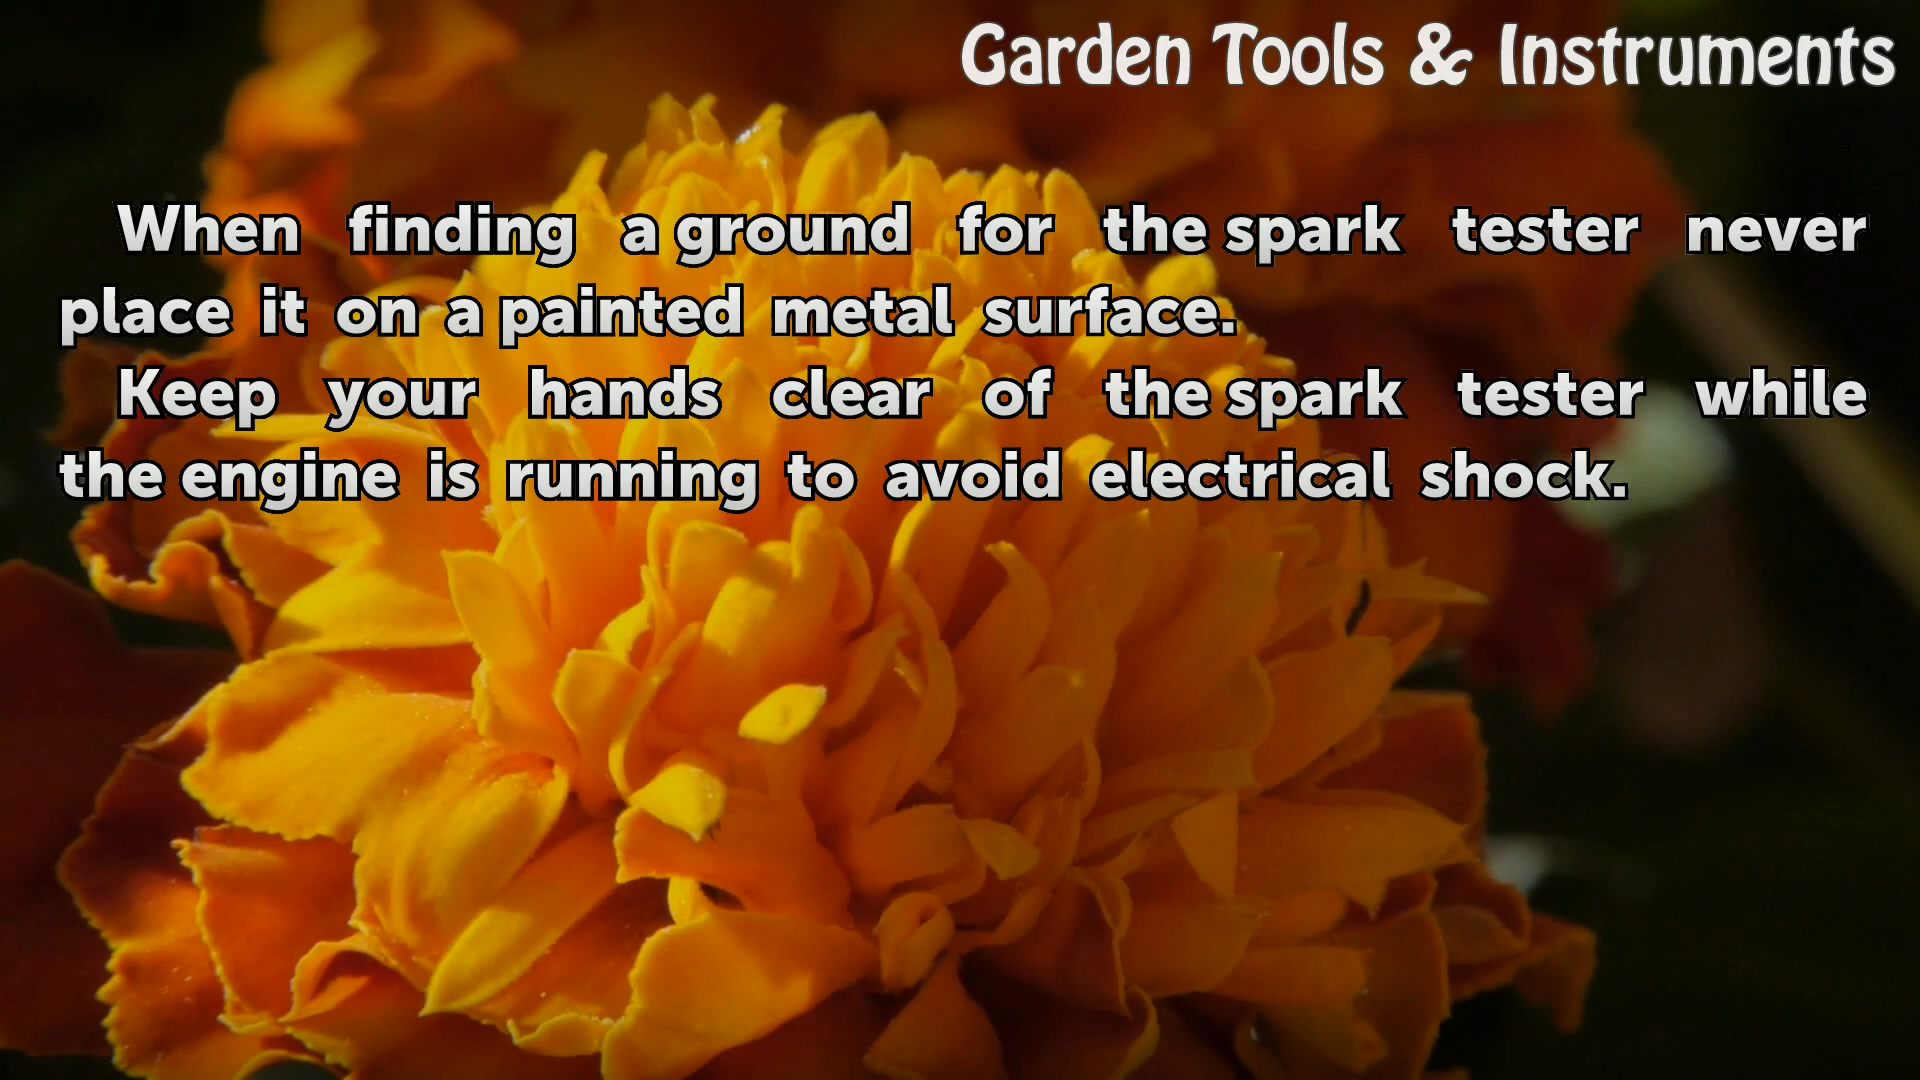 Garden Tools & Instruments
When finding a ground for the spark tester never
place it on a painted metal surface.
Keep your hands clear of the spark tester while
the engine is running to avoid electrical shock.